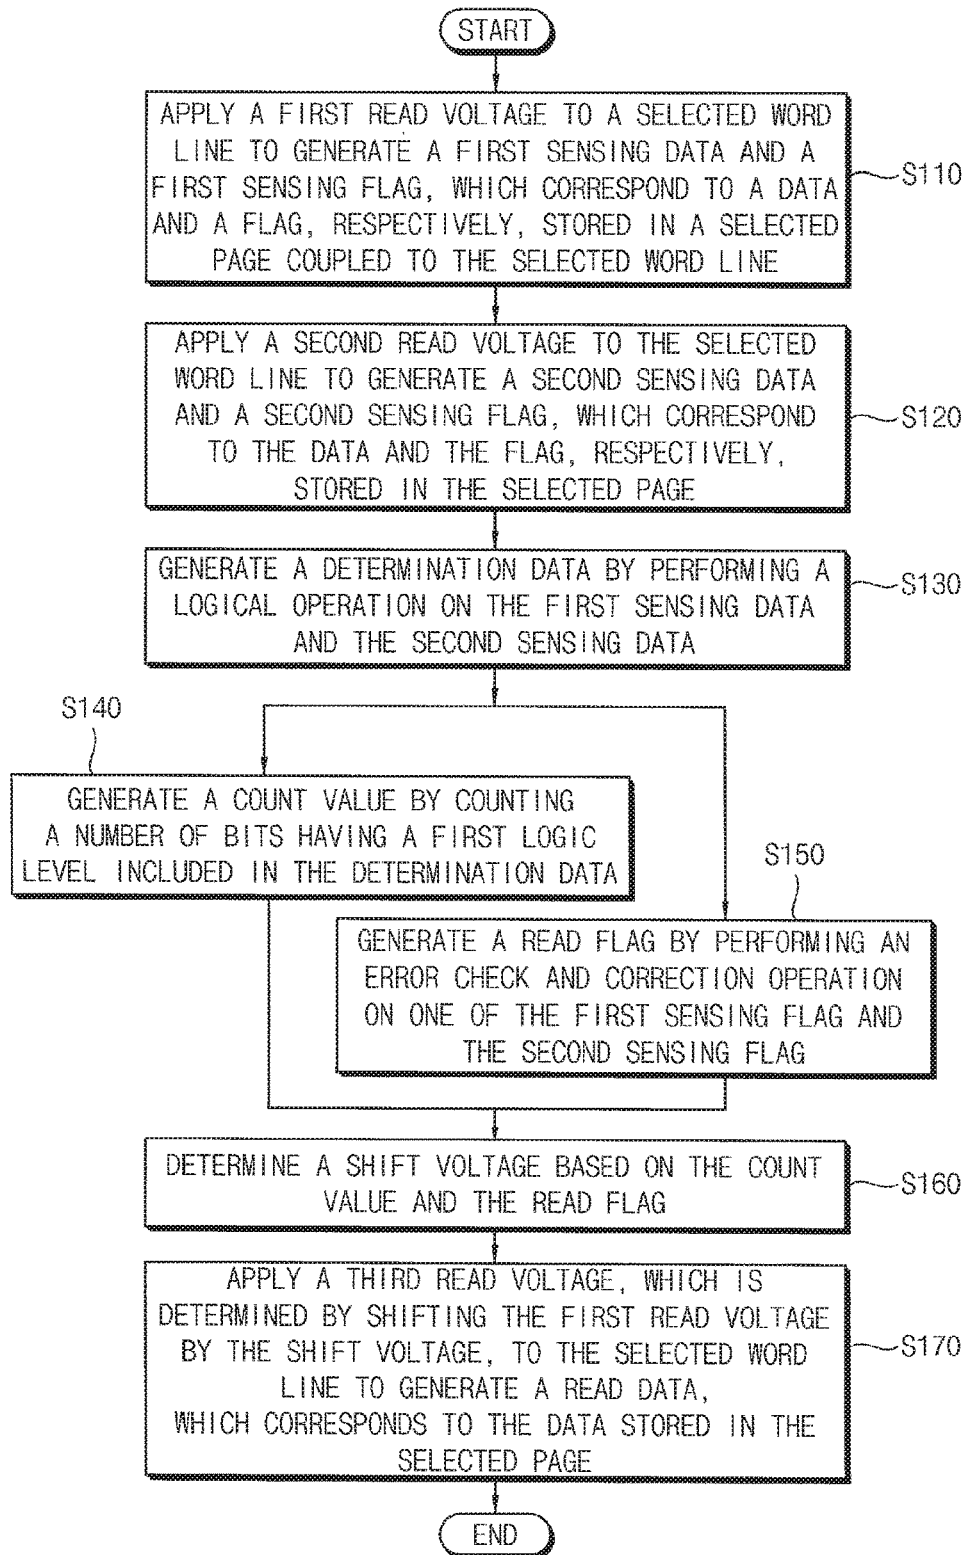 START
APPLY A FIRST READ VOLTAGE TO A SELECTED WORD
LINE TO GENERATE A FIRST SENSING DATA AND A
FIRST SENSING FLAG, WHICH CORRESPOND TO A DATA
AND A FLAG, RESPECTIVELY, STORED IN A SELECTED
PAGE COUPLED TO THE SELECTED WORD LINE
S110
APPLY A SECOND READ VOLTAGE TO THE SELECTED
WORD LINE TO GENERATE A SECOND SENSING DATA
AND A SECOND SENSING FLAG, WHICH CORRESPOND
TO THE DATA AND THE FLAG, RESPECTIVELY,
STORED IN THE SELECTED PAGE
S120
GENERATE A DETERMINATION DATA BY PERFORMING A
LOGICAL OPERATION ON THE FIRST SENSING DATA
AND THE SECOND SENSING DATA
S130
S140
GENERATE A COUNT VALUE BY COUNTING
A NUMBER OF BITS HAVING A FIRST LOGIC
LEVEL INCLUDED IN THE DETERMINATION DATA
S150
GENERATE A READ FLAG BY PERFORMING AN
ERROR CHECK AND CORRECTION OPERATION
ON ONE OF THE FIRST SENSING FLAG AND
THE SECOND SENSING FLAG
DETERMINE A SHIFT VOLTAGE BASED ON THE COUNT
VALUE AND THE READ FLAG
S160
APPLY A THIRD READ VOLTAGE, WHICH IS
DETERMINED BY SHIFTING THE FIRST READ VOLTAGE
BY THE SHIFT VOLTAGE, TO THE SELECTED WORD
LINE TO GENERATE A READ DATA,
WHICH CORRESPONDS TO THE DATA STORED IN THE
SELECTED PAGE
S170
END